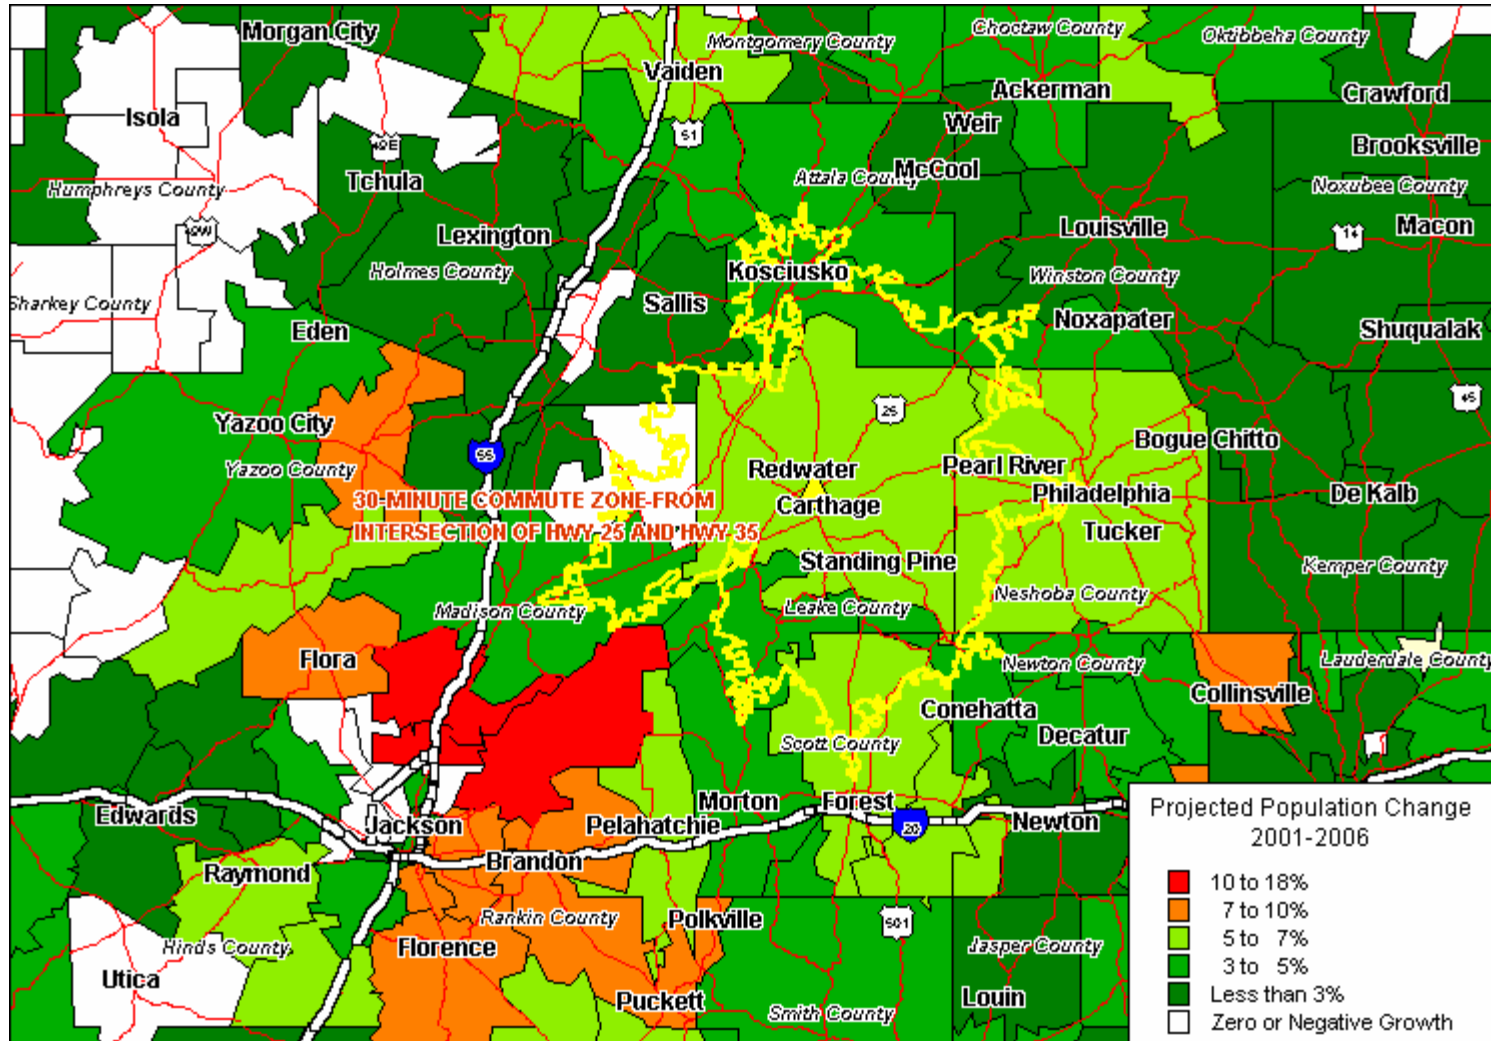 Morgan City
Montgomery County
Choctaw County
Oktibbeha County
Vaiden
Ackerman
Crawford
Isola
51
Weir
49E
Brooksville
Tchula
Attala County
McCool
Humphreys County
Noxubee County
49W
Lexington
Louisville
14
Macon
Holmes County
Kosciusko
Winston County
Sharkey County
Sallis
Eden
Noxapater
Shuqualak
45
25
Yazoo City
Bogue Chitto
55
Yazoo County
Redwater
Pearl River
30-MINUTE COMMUTE ZONE-FROM
Philadelphia
De Kalb
Carthage
INTERSECTION OF HWY 25 AND HWY 35
Tucker
Standing Pine
Kemper County
Madison County
Leake County
Neshoba County
Flora
Newton County
Lauderdale County
Collinsville
Conehatta
Scott County
Decatur
Morton
Forest
Edwards
Jackson
Pelahatchie
20
Newton
Brandon
Raymond
Rankin County
Polkville
501
Hinds County
Florence
Jasper County
Utica
Puckett
Louin
Smith County
Projected Population Change
2001-2006
10 to 18%
7 to 10%
5 to 7%
3 to 5%
Less than 3%
Zero or Negative Growth